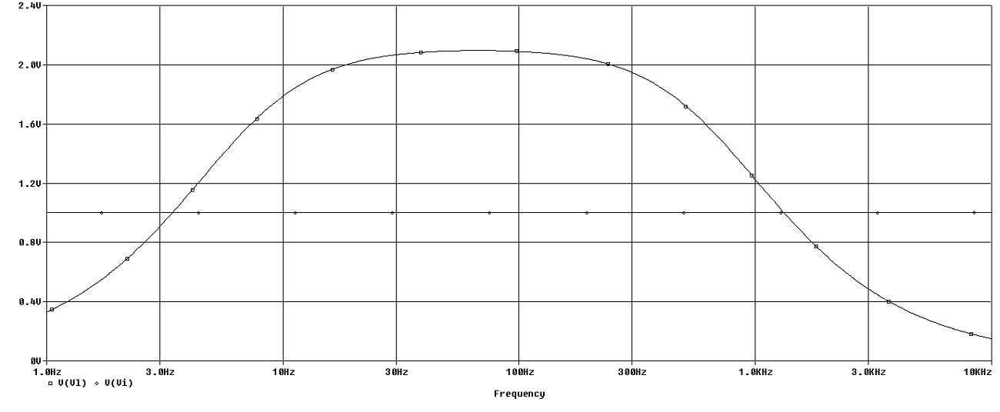 2.4V
2.0V
1.6V
1.2V
0.8V
0.4V
0V
1.0Hz 3.0Hz 10Hz 30Hz 100Hz 300Hz 1.0KHz 3.0KHz 10KHz
V(Vl) V(Vi)
Frequency